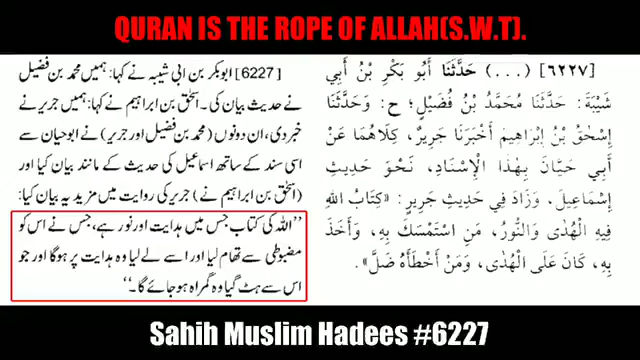 QURAN IS THE ROPE OF ALLAH(S.W.T).
[٦٢٢٧] (...) حَدَّثَنَا أَبُو بَكْرِ بْنُ أَبِي
شَيْبَةَ: حَدَّثَنَا مُحَمَّدُ بْنُ فُضَيْلٍ؛ ح: وَحَدَّثَنَا
إِسْحٰقُ بْنُ إِبْرَاهِيمَ أَخْبَرَنَا جَرِيرٌ، كِلَاهُمَا عَنْ
أَبِي حَيَّانَ بِهٰذَا الْإِسْنَادِ، نَحْوَ حَدِيثِ
إِسْمَاعِيلَ، وَزَادَ فِي حَدِيثِ جَرِيرٍ: «كِتَابُ اللهِ
فِيهِ الْهُدَى وَالنُّورُ، مَنِ اسْتَمْسَكَ بِهِ، وَأَخَذَ
بِهِ، كَانَ عَلَى الْهُدَى، وَمَنْ أَخْطَأَهُ ضَلَّ».
[6227] ابوبکر بن ابی شیبہ نے کہا: ہمیں محمد بن فضیل
نے حدیث بیان کی۔ اسحٰق بن ابراہیم نے کہا: ہمیں جریر نے
خبر دی، ان دونوں (محمد بن فضیل اور جریر) نے ابو حیان سے
اسی سند کے ساتھ اسماعیل کی حدیث کے مانند بیان کیا اور
(اسحٰق بن ابراہیم نے) جریر کی روایت میں مزید یہ بیان کیا:
”اللہ کی کتاب جس میں ہدایت اور نور ہے، جس نے اس کو
مضبوطی سے تھام لیا اور اسے لے لیا وہ ہدایت پر ہوگا اور جو
اس سے ہٹ گیا وہ گمراہ ہو جائے گا۔“
Sahih Muslim Hadees #6227